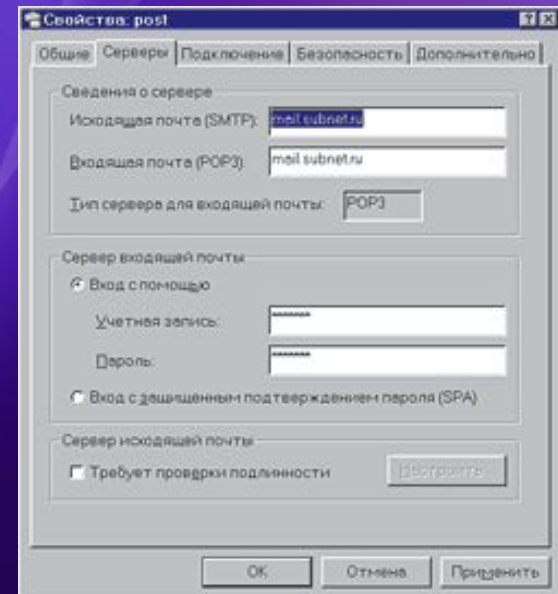 Свойства: post
Общие Серверы Подключение Безопасность Дополнительно
Сведения о сервере
Исходящая почта (SMTP): mail.subnet.ru
Входящая почта (POP3): mail.subnet.ru
Тип сервера для входящей почты: POP3
Сервер входящей почты
Вход с помощью
Учетная запись: *******
Пароль: *******
Вход с защищенным подтверждением пароля (SPA)
Сервер исходящей почты
Требует проверки подлинности Настроить...
OK Отмена Применить